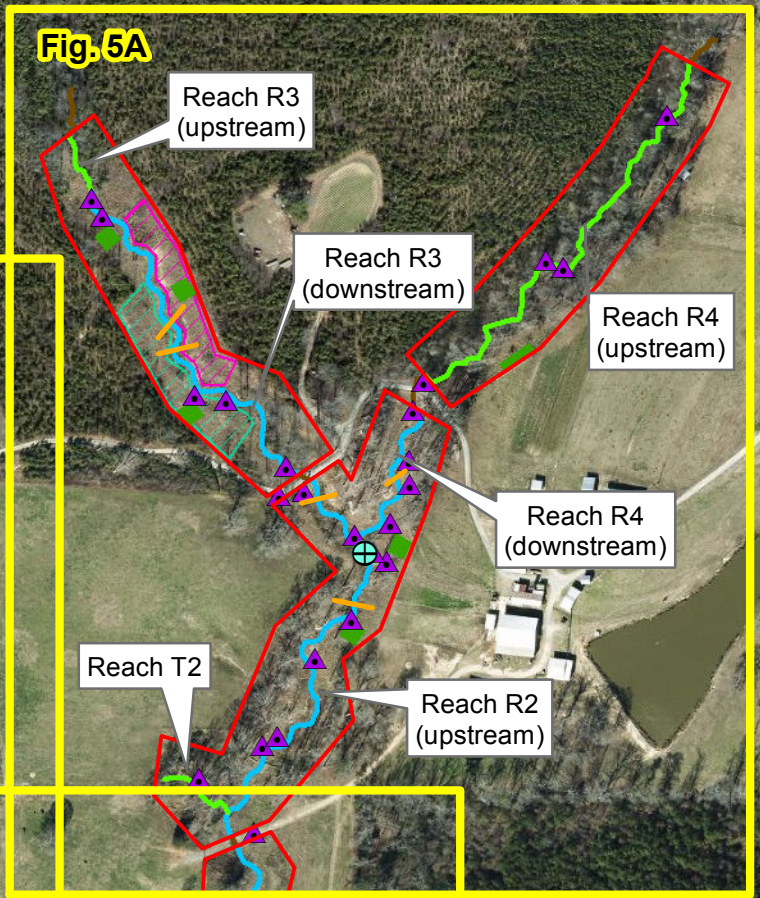 Fig. 5A
Reach R3
(upstream)
Reach R3
(downstream)
Reach R4
(upstream)
Reach R4
(downstream)
Reach T2
Reach R2
(upstream)